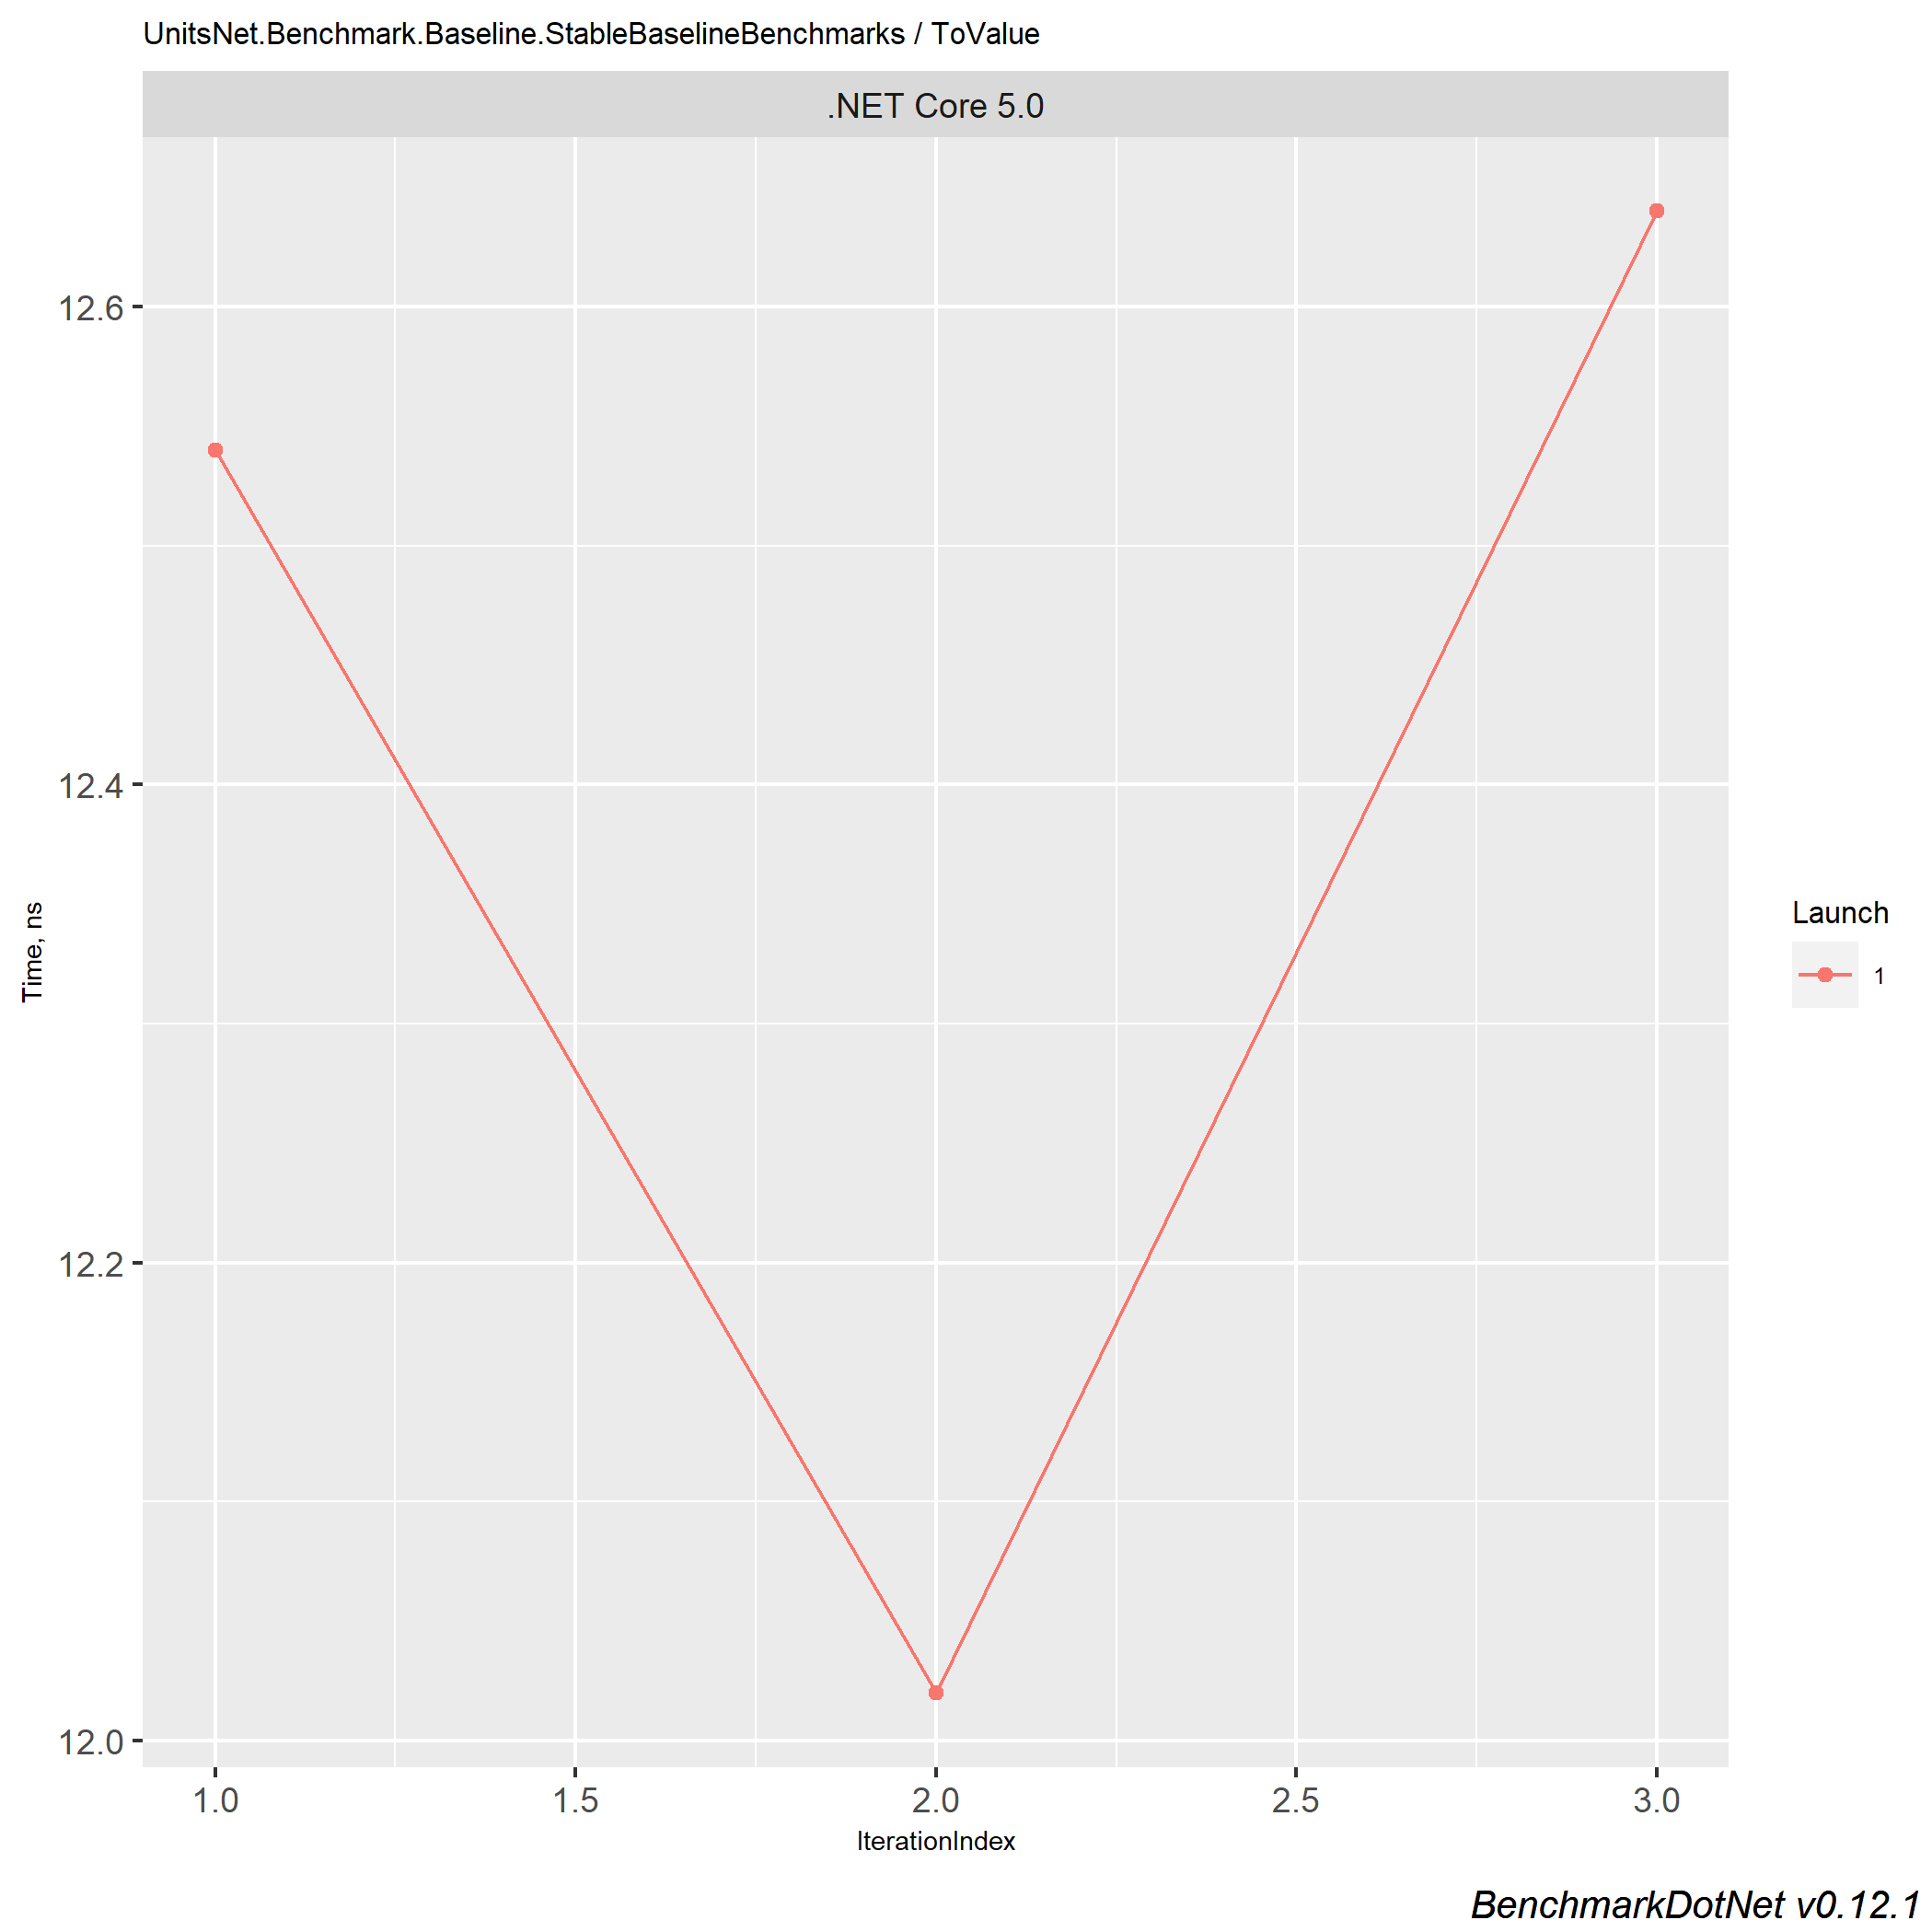 UnitsNet.Benchmark.Baseline.StableBaselineBenchmarks / ToValue
.NET Core 5.0
12.6
12.4
12.2
12.0
Time, ns
1.0 1.5 2.0 2.5 3.0
IterationIndex
Launch
1
BenchmarkDotNet v0.12.1